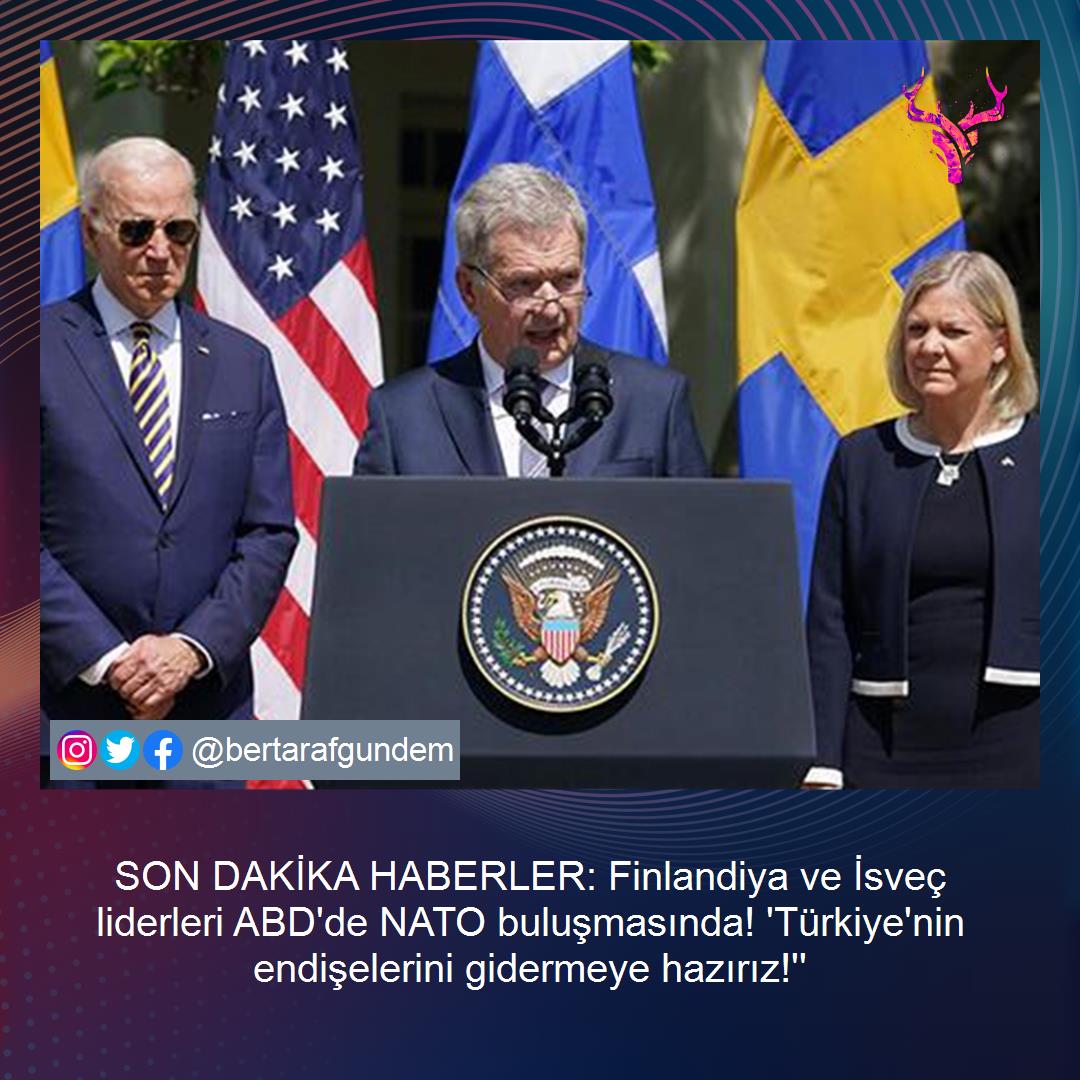 @bertarafgundem
SON DAKİKA HABERLER: Finlandiya ve İsveç
liderleri ABD'de NATO buluşmasında! 'Türkiye'nin
endişelerini gidermeye hazırız!"